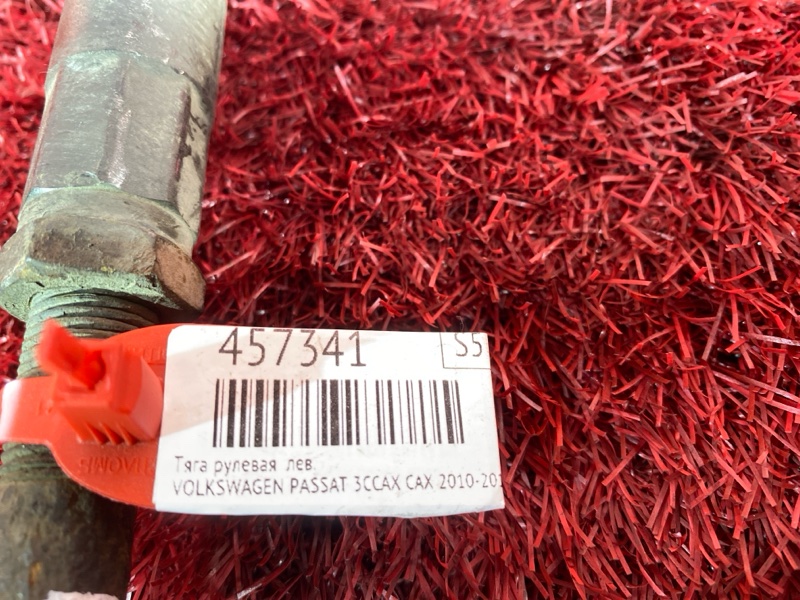 457341
S5
Тяга рулевая лев.
VOLKSWAGEN PASSAT 3CCAX CAX 2010-201